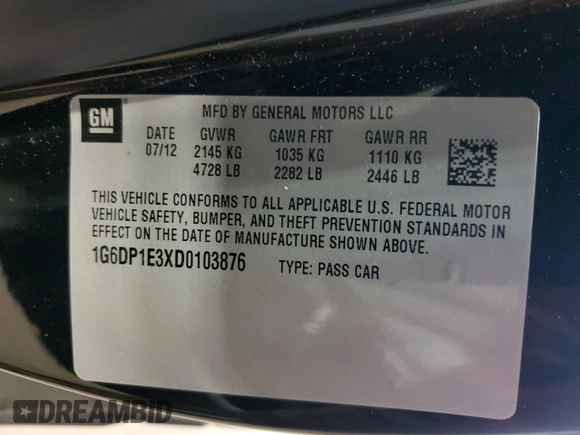 GM
MFD BY GENERAL MOTORS LLC
DATE GVWR GAWR FRT GAWR RR
07/12 2145 KG 1035 KG 1110 KG
4728 LB 2282 LB 2446 LB
THIS VEHICLE CONFORMS TO ALL APPLICABLE U.S. FEDERAL MOTOR
VEHICLE SAFETY, BUMPER, AND THEFT PREVENTION STANDARDS IN
EFFECT ON THE DATE OF MANUFACTURE SHOWN ABOVE.
1G6DP1E3XD0103876 TYPE: PASS CAR
DREAMBID